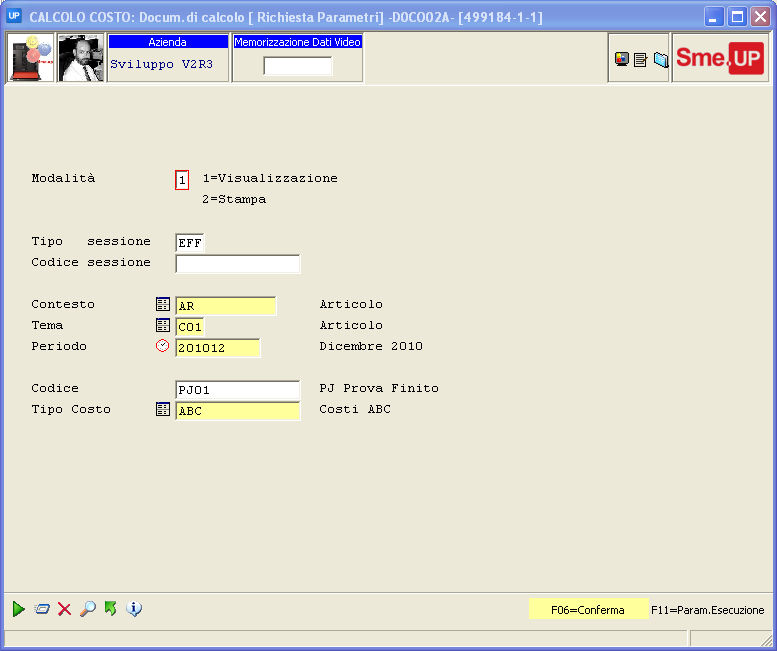 UP CALCOLO COSTO: Docum.di calcolo [ Richiesta Parametri] -D0C002A- [499184-1-1]
Azienda
Memorizzazione Dati Video
Sviluppo V2R3
Sme.UP
Modalità 1 1=Visualizzazione
2=Stampa
Tipo sessione EFF
Codice sessione
Contesto AR Articolo
Tema C01 Articolo
Periodo 201012 Dicembre 2010
Codice PJ01 PJ Prova Finito
Tipo Costo ABC Costi ABC
F06=Conferma F11=Param.Esecuzione